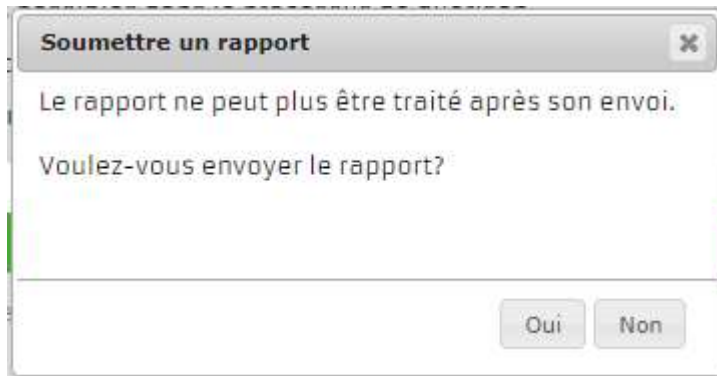 Soumettre un rapport
Le rapport ne peut plus être traité après son envoi.
Voulez-vous envoyer le rapport?
Oui Non